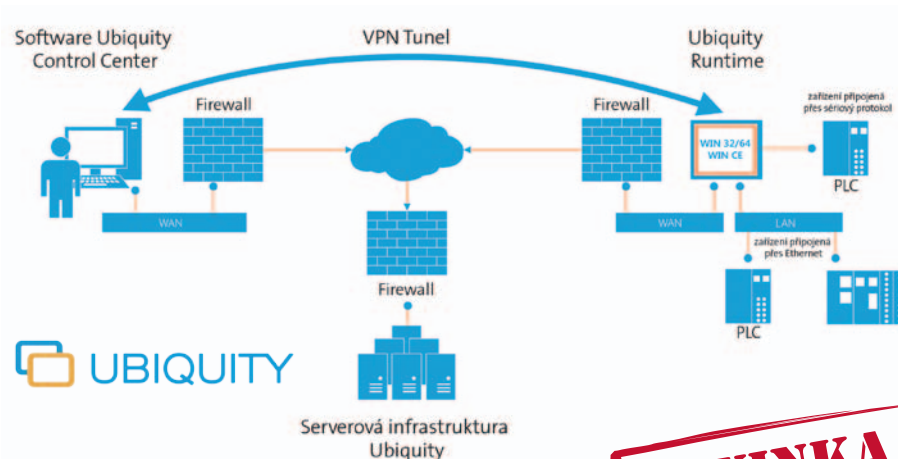 Software Ubiquity
Control Center
VPN Tunel
Ubiquity
Runtime
Firewall
Firewall
zařízení připojená
přes sériový protokol
WIN 32/64
WIN CE
PLC
WAN
WAN
LAN
zařízení připojená
přes Ethernet
Firewall
PLC
UBIQUITY
Serverová infrastruktura
Ubiquity